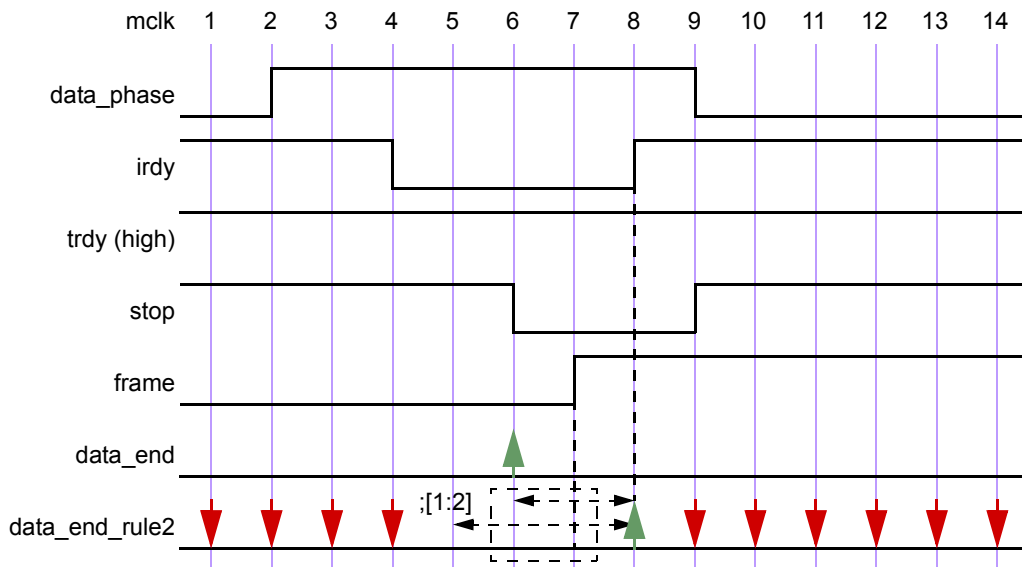 mclk 1 2 3 4 5 6 7 8 9 10 11 12 13 14
data_phase
irdy
trdy (high)
stop
frame
data_end
;[1:2]
data_end_rule2